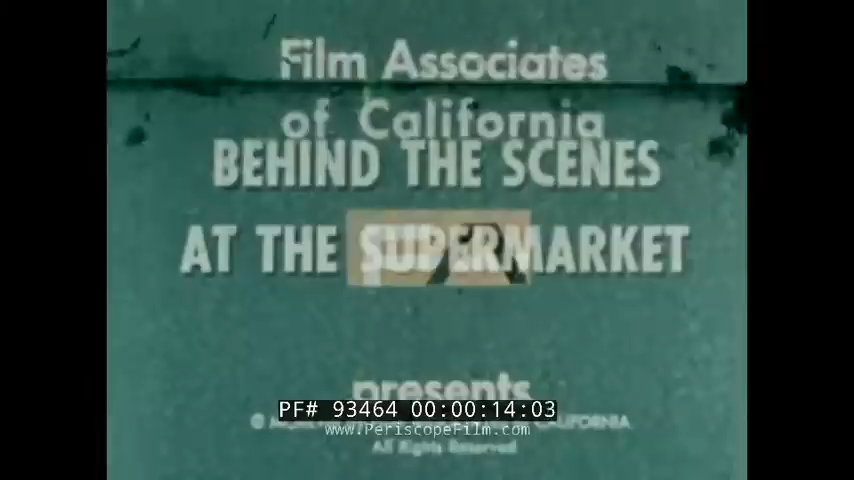 Film Associates
of California
BEHIND THE SCENES
AT THE SUPERMARKET
presents
PF# 93464 00:00:14:03
CALIFORNIA
www.PeriscopeFilm.com
All Rights Reserved